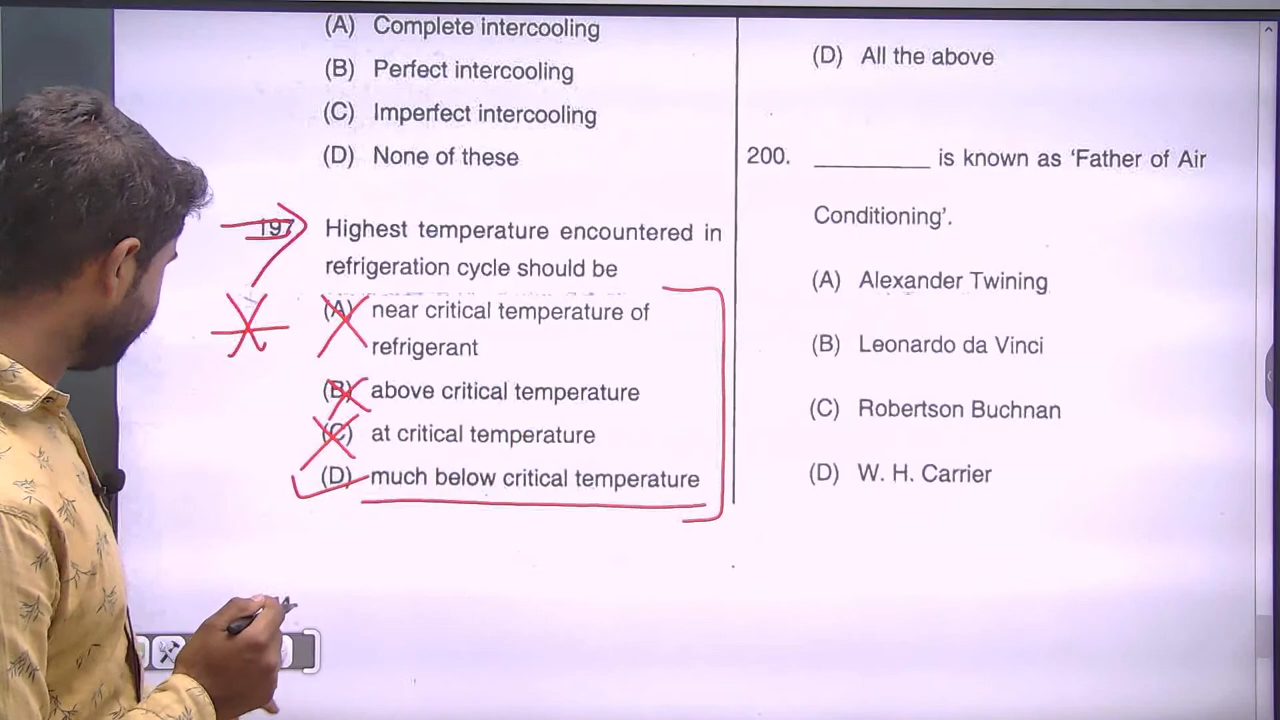 (A) Complete intercooling
(B) Perfect intercooling
(C) Imperfect intercooling
(D) None of these
197
Highest temperature encountered in
refrigeration cycle should be
(A) near critical temperature of
refrigerant
(B) above critical temperature
(C) at critical temperature
(D) much below critical temperature
(D) All the above
200. ________ is known as ‘Father of Air
Conditioning’.
(A) Alexander Twining
(B) Leonardo da Vinci
(C) Robertson Buchnan
(D) W. H. Carrier